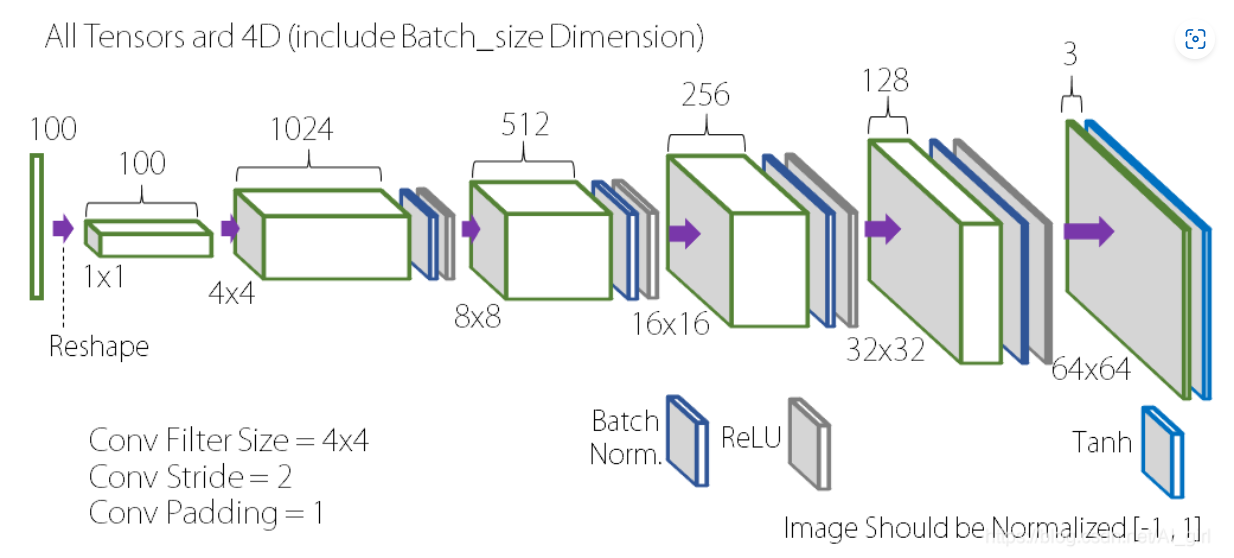 All Tensors ard 4D (include Batch_size Dimension)
100
100
1024
512
256
128
3
1x1
4x4
8x8
16x16
32x32
64x64
Reshape
Conv Filter Size = 4x4
Conv Stride = 2
Conv Padding = 1
Batch
Norm.
ReLU
Tanh
Image Should be Normalized [-1 , 1]